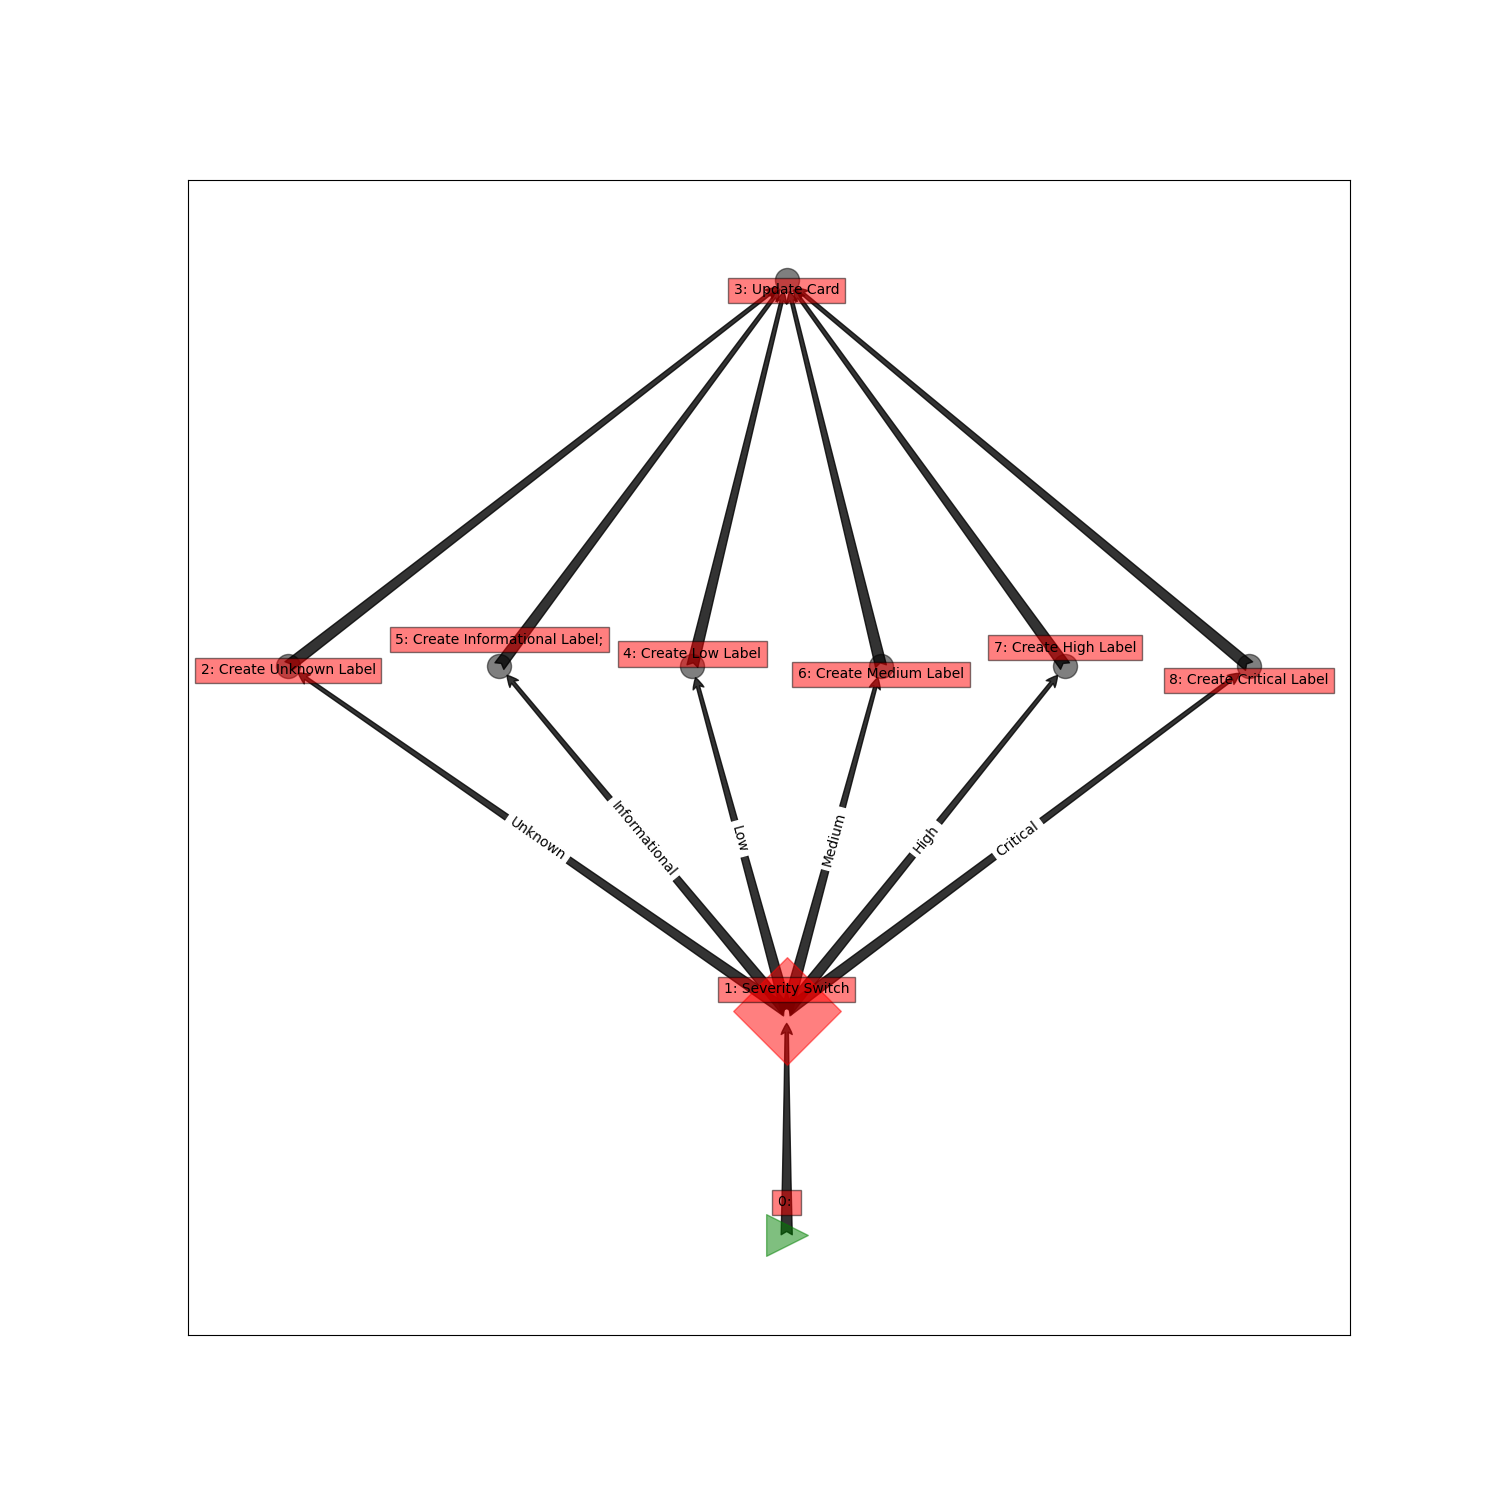 3: Update Card
5: Create Informational Label;
7: Create High Label
4: Create Low Label
2: Create Unknown Label
6: Create Medium Label
8: Create Critical Label
Unknown
Informational
Low
Medium
High
Critical
1: Severity Switch
0: